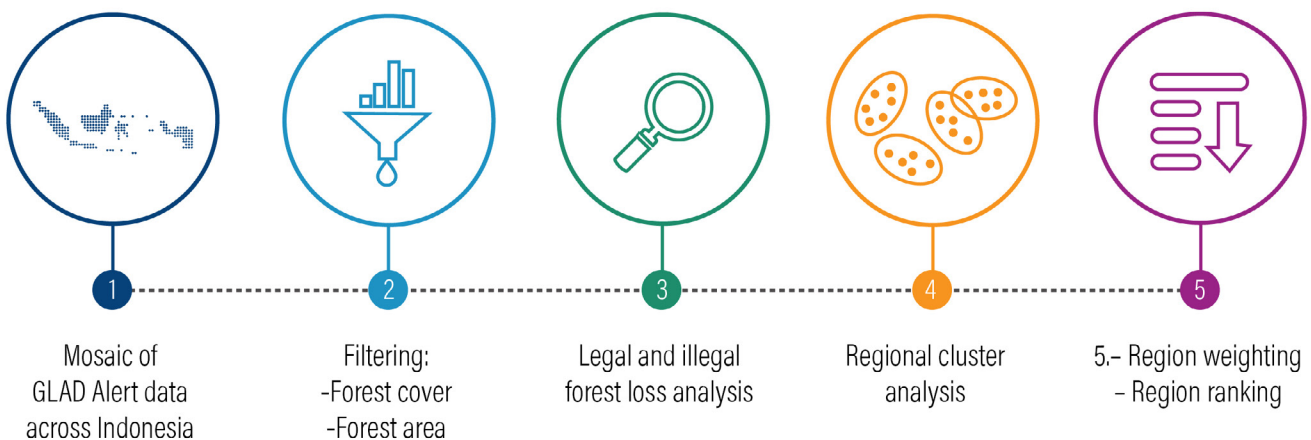 1
Mosaic of
GLAD Alert data
across Indonesia
2
Filtering:
-Forest cover
-Forest area
3
Legal and illegal
forest loss analysis
4
Regional cluster
analysis
5
5.– Region weighting
– Region ranking